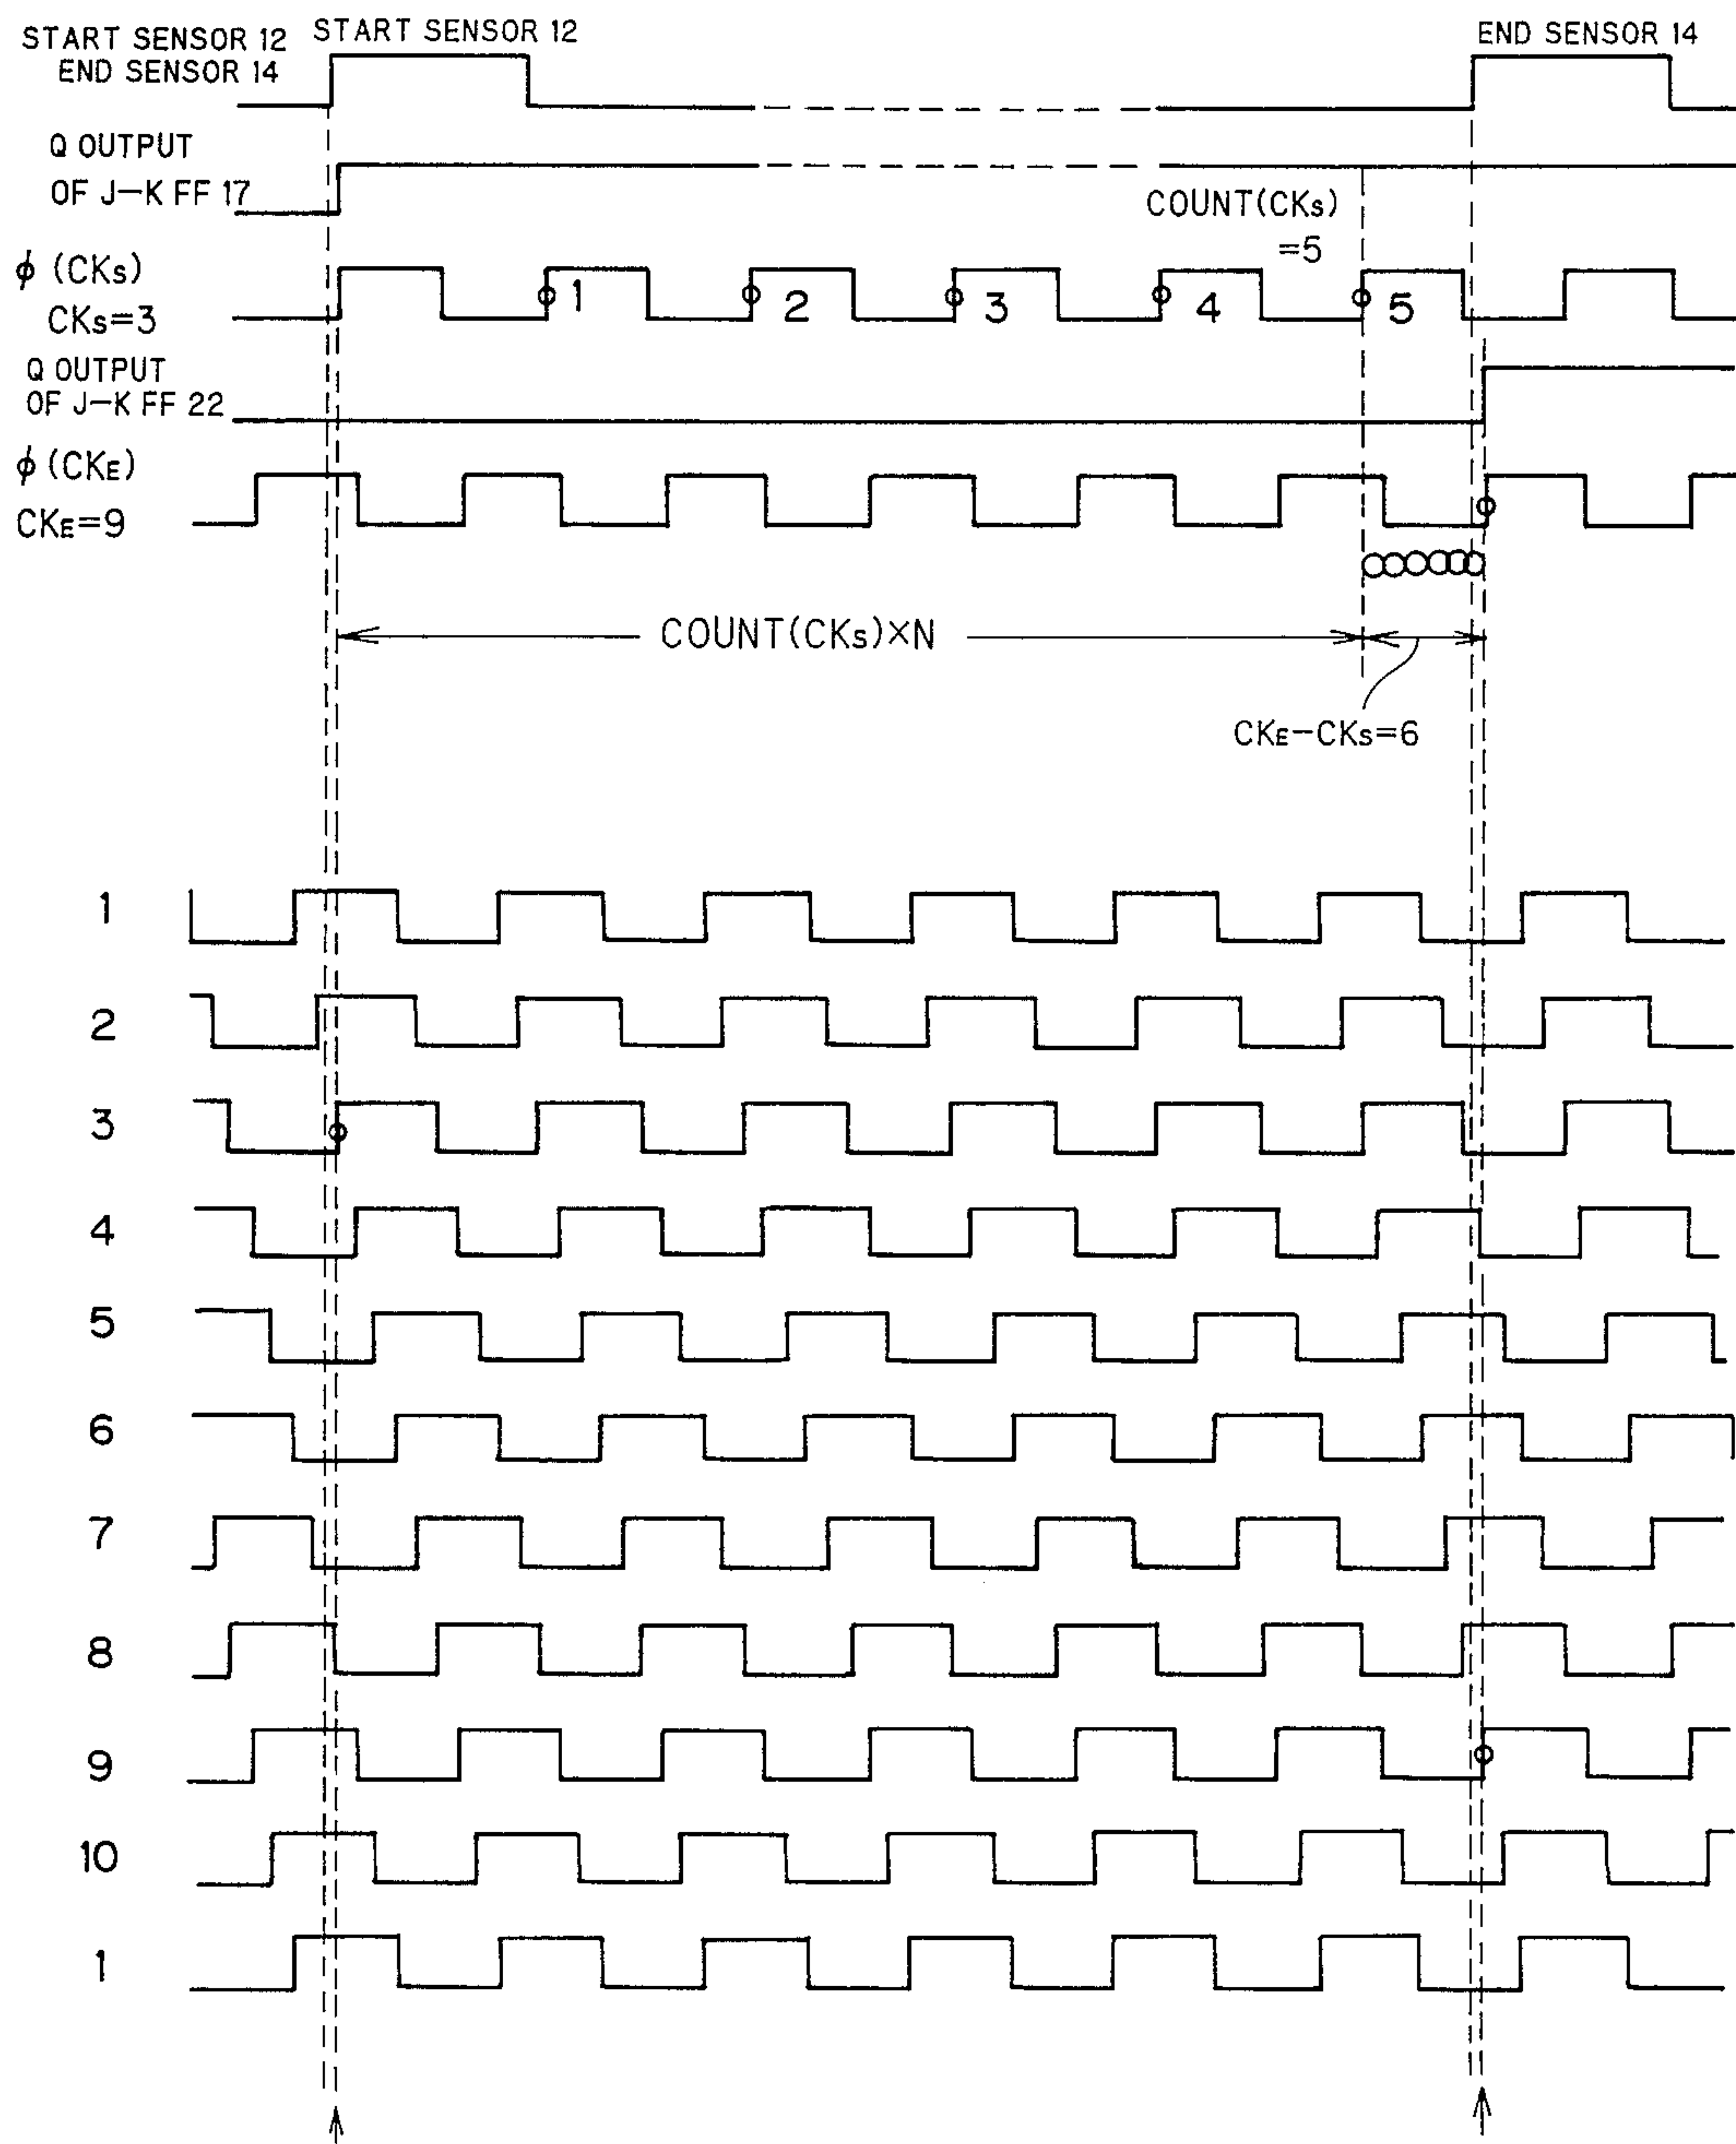 START SENSOR 12
END SENSOR 14
START SENSOR 12
END SENSOR 14
Q OUTPUT
OF J-K FF 17
COUNT(CKs)
=5
ϕ (CKs)
CKs=3
1 2 3 4 5
Q OUTPUT
OF J-K FF 22
ϕ (CKE)
CKE=9
COUNT(CKs)×N
CKE-CKs=6
1
2
3
4
5
6
7
8
9
10
1